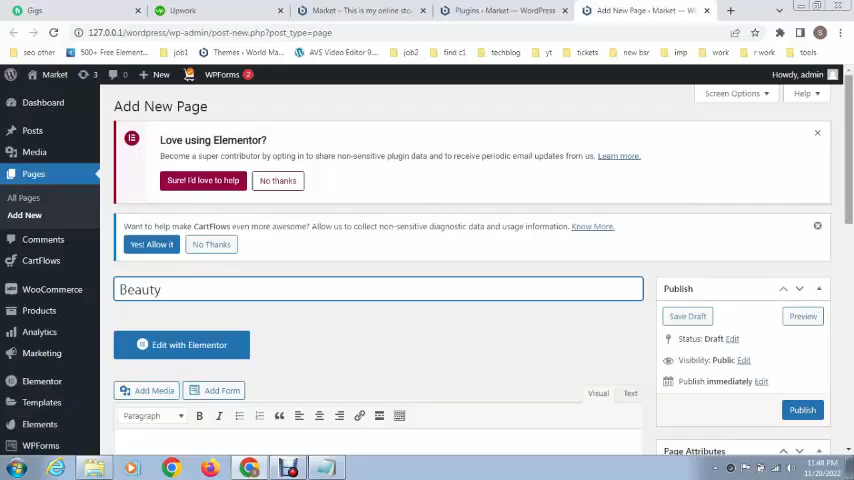 Gigs
Upwork
Market – This is my online sto
Plugins ‹ Market — WordPress
Add New Page ‹ Market — Wo
127.0.0.1/wordpress/wp-admin/post-new.php?post_type=page
seo other
500+ Free Element...
job1
Themes ‹ World Ma...
AVS Video Editor 9...
job2
find c1
techblog
yt
tickets
new bsr
imp
work
r work
tools
Market
3
0
New
WPForms 2
Howdy, admin
Dashboard
Posts
Media
Pages
All Pages
Add New
Comments
CartFlows
WooCommerce
Products
Analytics
Marketing
Elementor
Templates
Elements
WPForms
Add New Page
Screen Options
Help
Love using Elementor?
Become a super contributor by opting in to share non-sensitive plugin data and to receive periodic email updates from us. Learn more.
Sure! I'd love to help
No thanks
Want to help make CartFlows even more awesome? Allow us to collect non-sensitive diagnostic data and usage information. Know More.
Yes! Allow it
No Thanks
Beauty
Edit with Elementor
Add Media
Add Form
Visual
Text
Paragraph
B
I
Publish
Save Draft
Preview
Status: Draft Edit
Visibility: Public Edit
Publish immediately Edit
Publish
Page Attributes
11:48 PM
11/20/2022